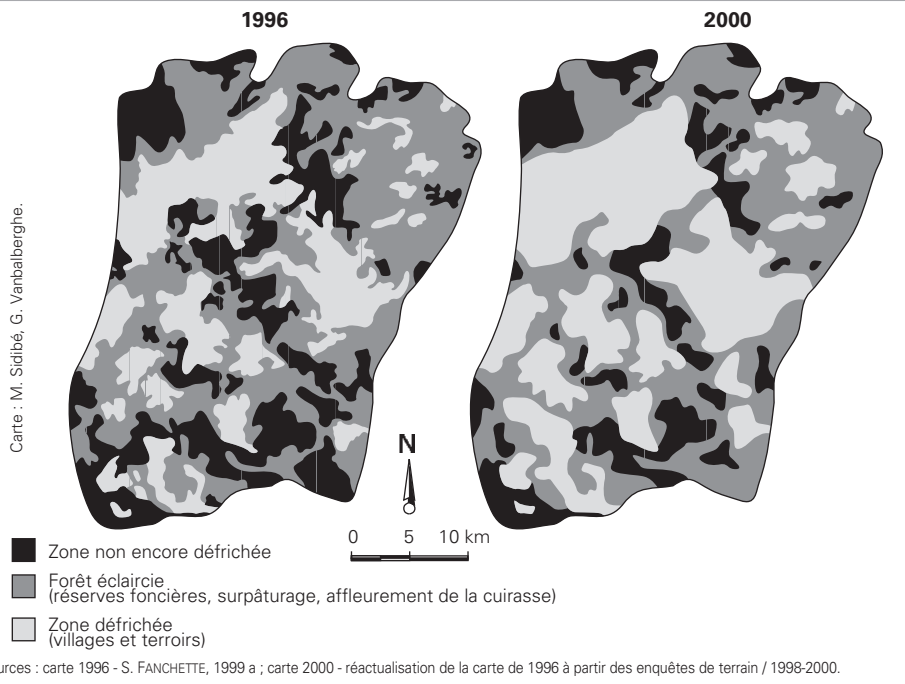 1996
2000
Carte : M. Sidibé, G. Vanbalberghe.
N
0 5 10 km
Zone non encore défrichée
Forêt éclaircie
(réserves foncières, surpâturage, affleurement de la cuirasse)
Zone défrichée
(villages et terroirs)
urces : carte 1996 - S. FANCHETTE, 1999 a ; carte 2000 - réactualisation de la carte de 1996 à partir des enquêtes de terrain / 1998-2000.